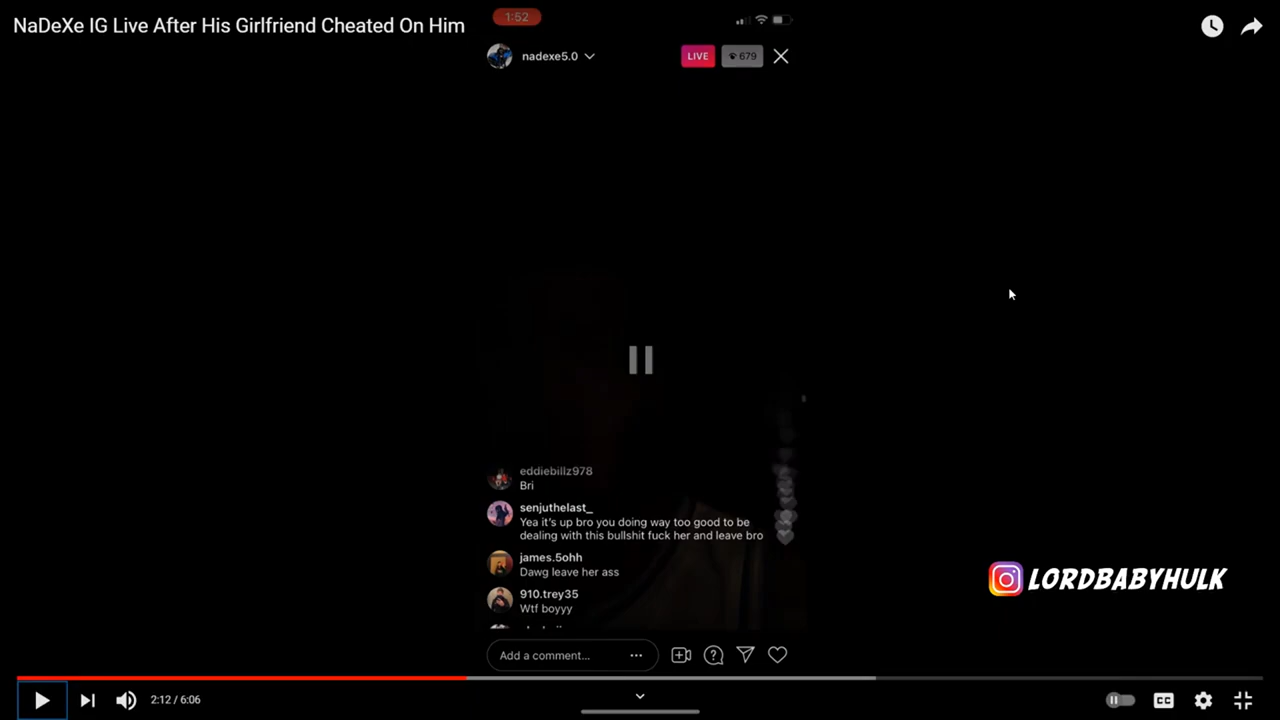 NaDeXe IG Live After His Girlfriend Cheated On Him
1:52
nadexe5.0
LIVE
679
eddiebillz978
Bri
senjuthelast_
Yea it's up bro you doing way too good to be
dealing with this bullshit fuck her and leave bro
james.5ohh
Dawg leave her ass
910.trey35
Wtf boyyy
LORDBABYHULK
Add a comment...
2:12 / 6:06
CC